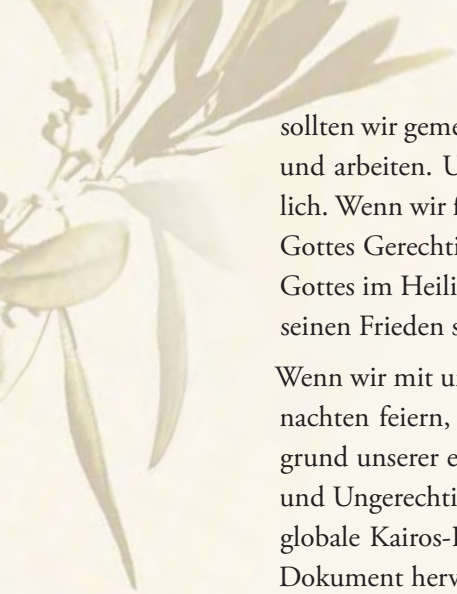 sollten wir geme
und arbeiten. U
lich. Wenn wir f
Gottes Gerechti
Gottes im Heili
seinen Frieden s
Wenn wir mit u
nachten feiern,
grund unserer e
und Ungerechti
globale Kairos-
Dokument herv